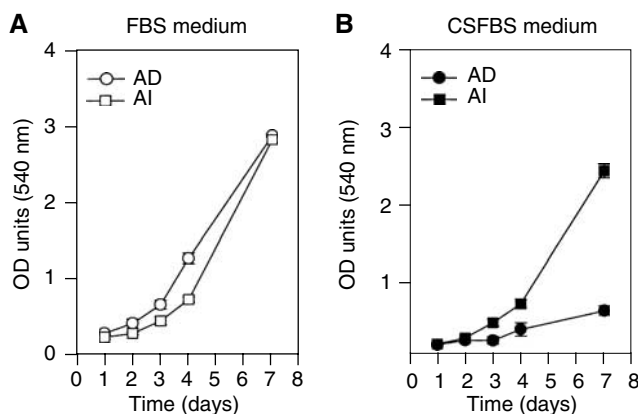 A
FBS medium
4
3
2
1
0
OD units (540 nm)
AD
AI
0 1 2 3 4 5 6 7 8
Time (days)
B
CSFBS medium
4
3
2
1
OD units (540 nm)
AD
AI
0 1 2 3 4 5 6 7 8
Time (days)